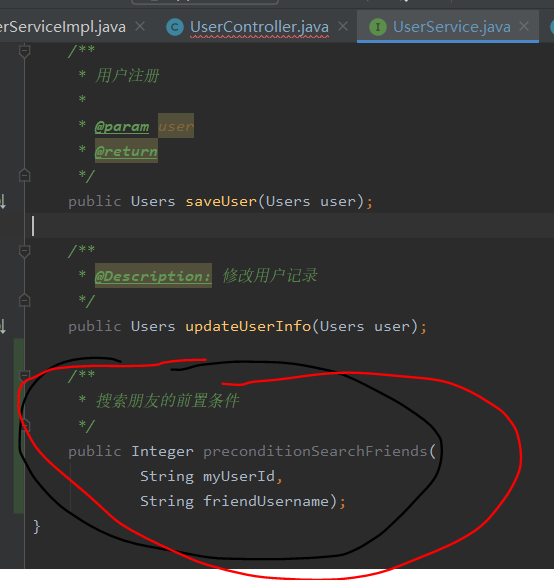 erServiceImpl.java × UserController.java × UserService.java ×
/**
* 用户注册
*
* @param user
* @return
*/
public Users saveUser(Users user);
/**
* @Description: 修改用户记录
*/
public Users updateUserInfo(Users user);
/**
* 搜索朋友的前置条件
*/
public Integer preconditionSearchFriends(
String myUserId,
String friendUsername);
}